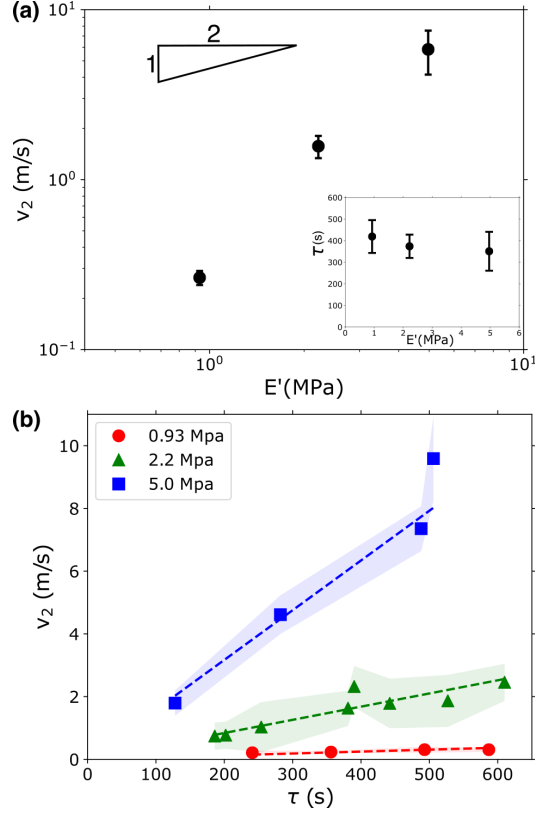 (a)
10¹
2
1
10⁰
v₂ (m/s)
600
500
400
300
200
100
0
τ(s)
0 1 2 3 4 5 6
E'(MPa)
10⁻¹
10⁰ 10¹
E'(MPa)
(b)
0.93 Mpa
2.2 Mpa
5.0 Mpa
10
8
6
4
2
0
v₂ (m/s)
0 100 200 300 400 500 600
τ (s)